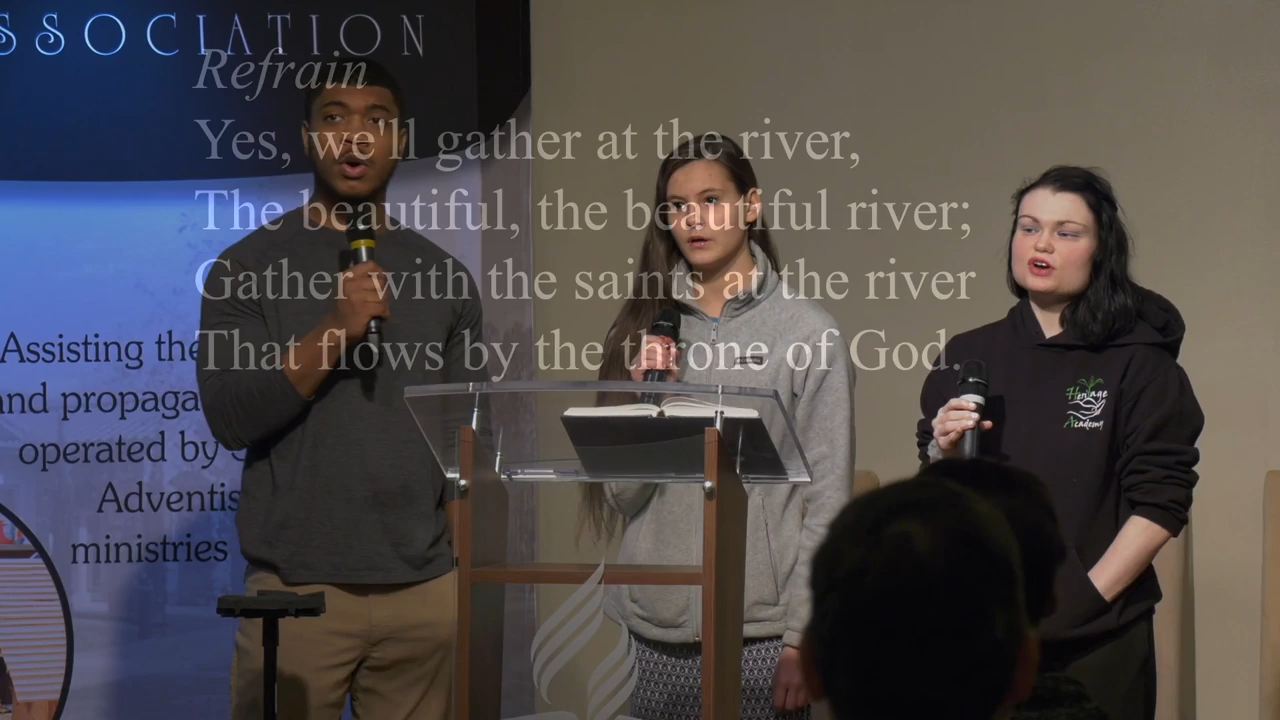 SSOCIATION
Refrain
Yes, we'll gather at the river,
The beautiful, the beautiful river;
Gather with the saints at the river
That flows by the throne of God.
Assisting the
and propaga
operated by
Adventis
ministries
Heritage
Academy